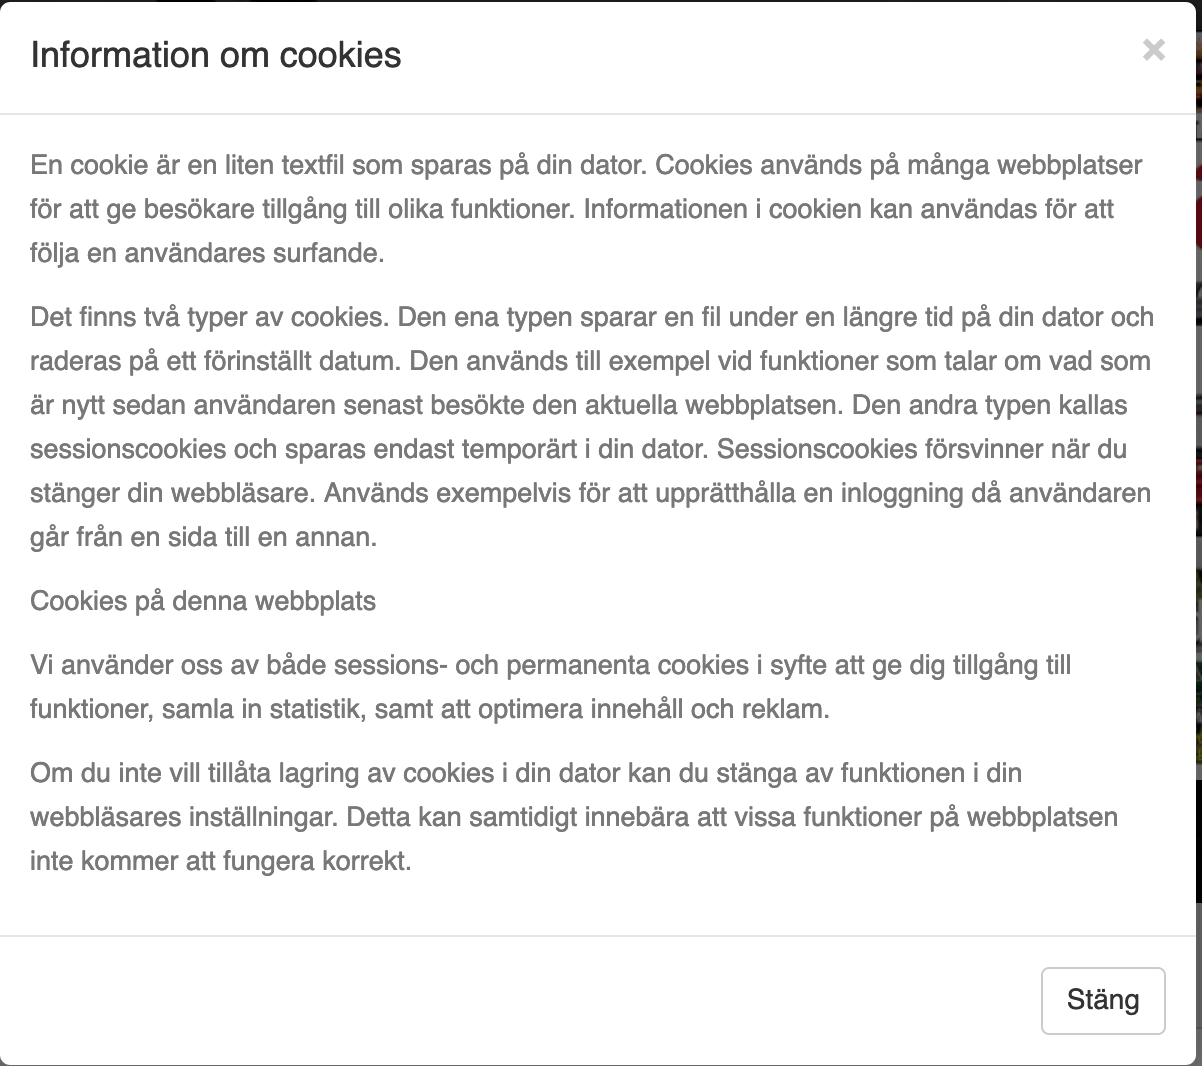 Information om cookies
×
En cookie är en liten textfil som sparas på din dator. Cookies används på många webbplatser
för att ge besökare tillgång till olika funktioner. Informationen i cookien kan användas för att
följa en användares surfande.
Det finns två typer av cookies. Den ena typen sparar en fil under en längre tid på din dator och
raderas på ett förinställt datum. Den används till exempel vid funktioner som talar om vad som
är nytt sedan användaren senast besökte den aktuella webbplatsen. Den andra typen kallas
sessionscookies och sparas endast temporärt i din dator. Sessionscookies försvinner när du
stänger din webbläsare. Används exempelvis för att upprätthålla en inloggning då användaren
går från en sida till en annan.
Cookies på denna webbplats
Vi använder oss av både sessions- och permanenta cookies i syfte att ge dig tillgång till
funktioner, samla in statistik, samt att optimera innehåll och reklam.
Om du inte vill tillåta lagring av cookies i din dator kan du stänga av funktionen i din
webbläsares inställningar. Detta kan samtidigt innebära att vissa funktioner på webbplatsen
inte kommer att fungera korrekt.
Stäng